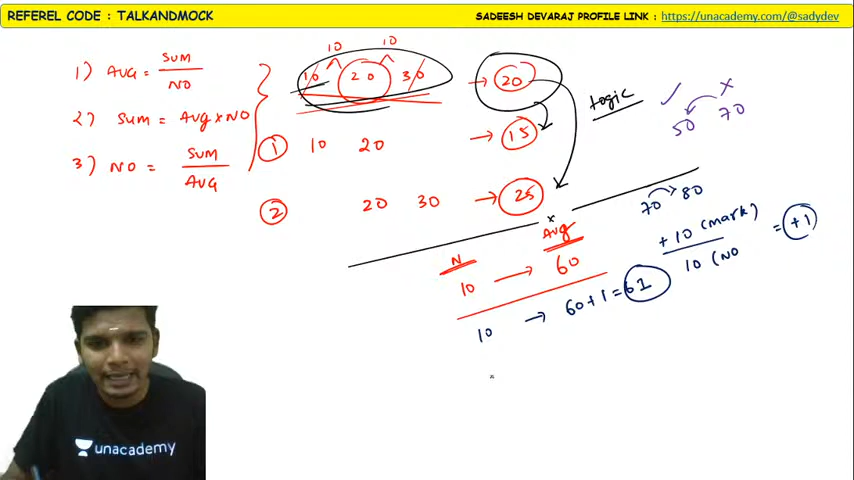 REFEREL CODE : TALKANDMOCK
SADEESH DEVARAJ PROFILE LINK : https://unacademy.com/@sadydev
1) AVG = SUM / NO
2) SUM = AVG x NO
3) NO = SUM / AVG
10 10
10 20 30 → 20
Logic
✓ x
50 70
1 10 20 → 15
2 20 30 → 25
x
70 80
N Avg
10 → 60
+10 (mark) / 10 (NO = +1
10 → 60+1=61
unacademy